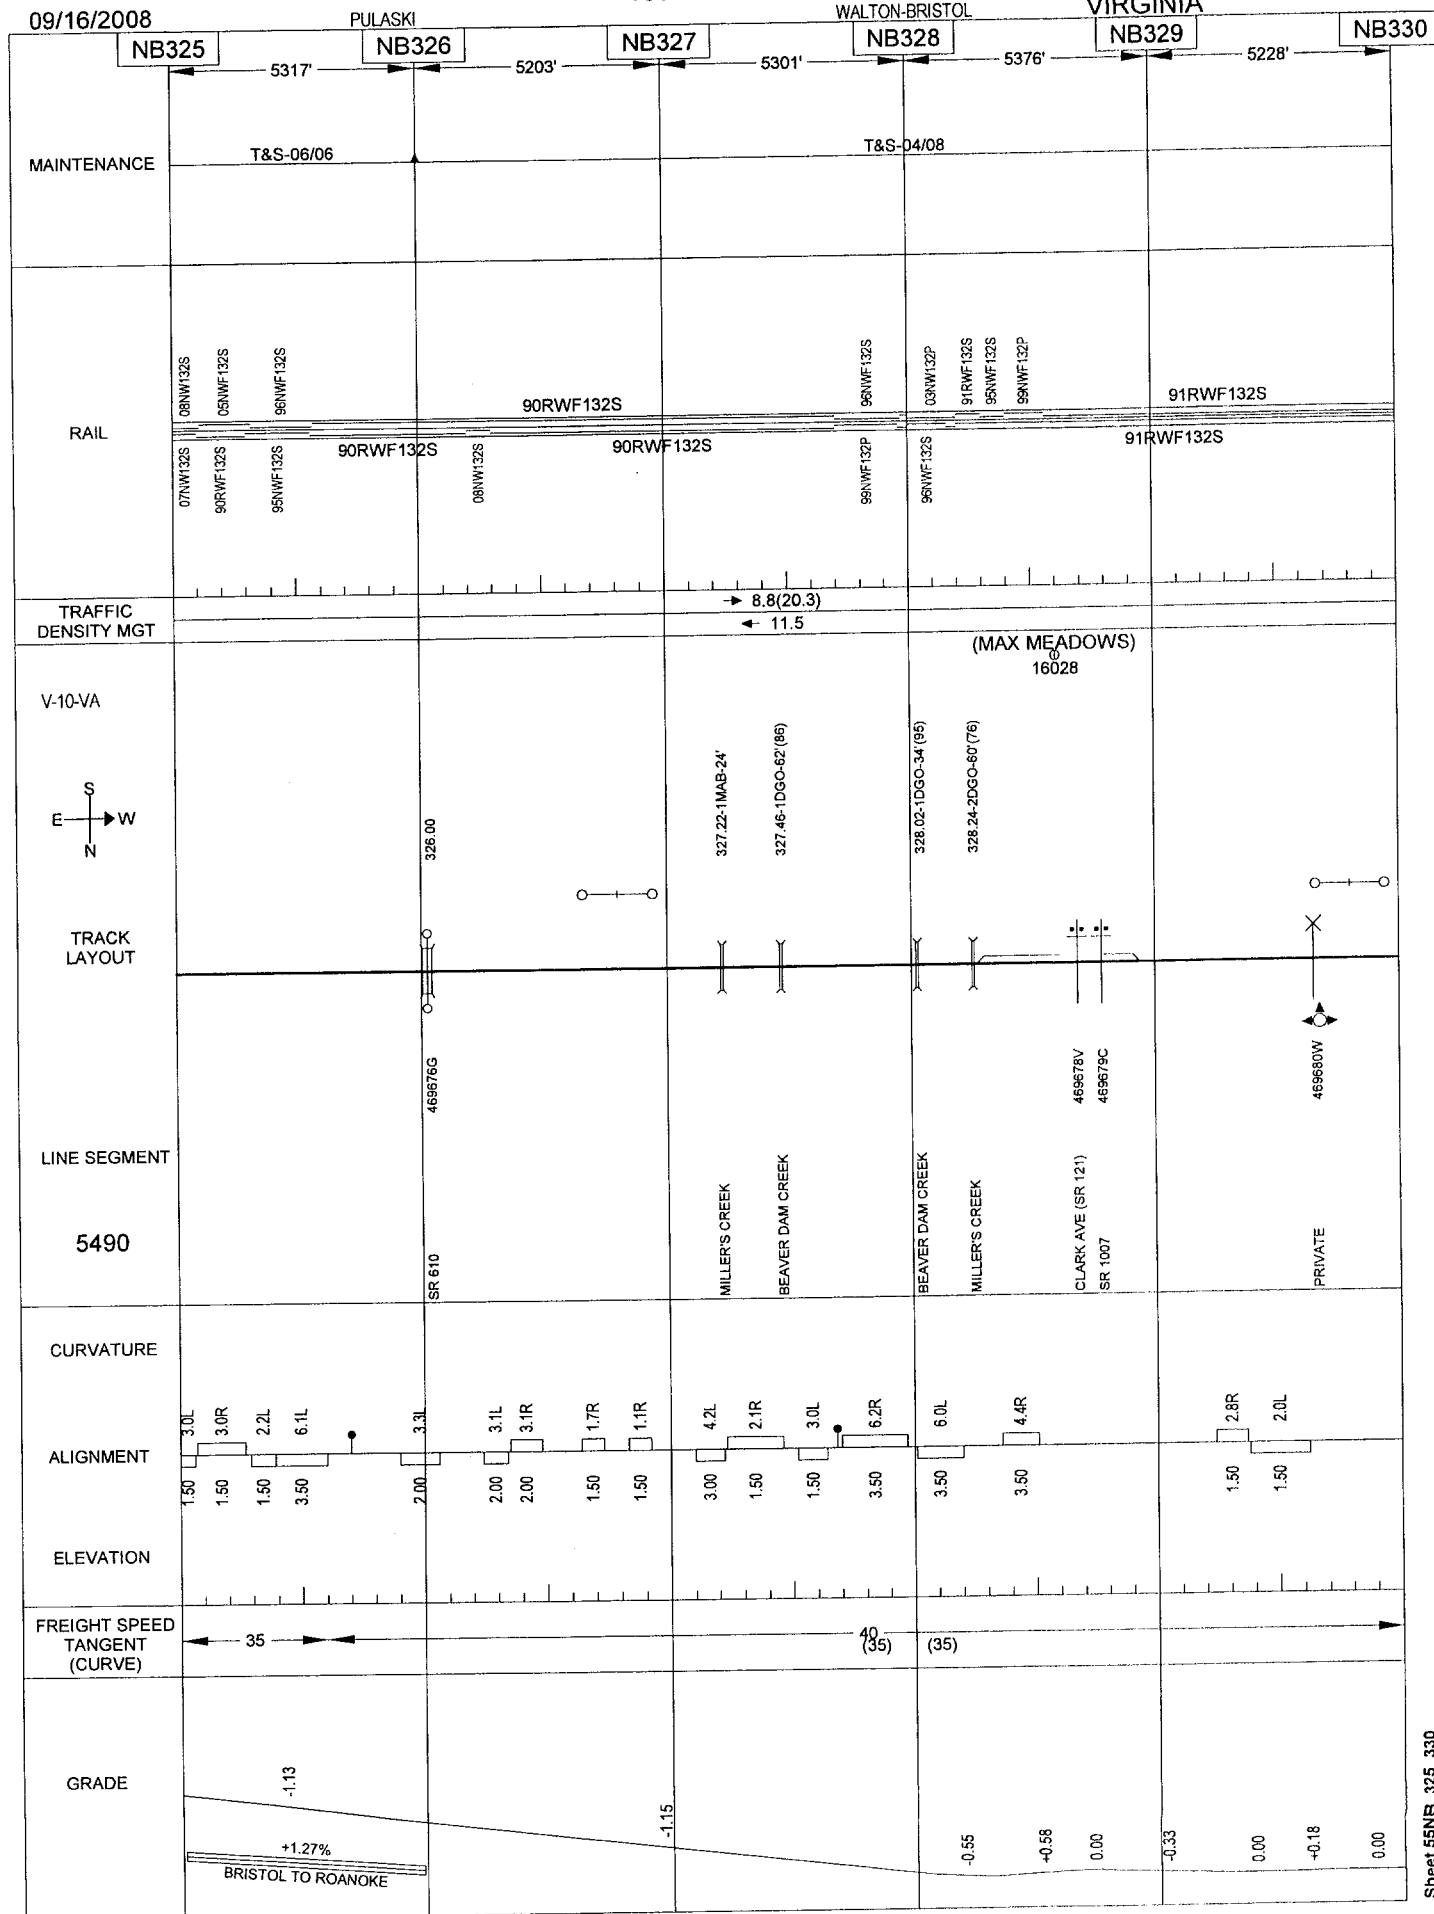 09/16/2008
PULASKI
WALTON-BRISTOL
VIRGINIA
NB325
NB326
NB327
NB328
NB329
NB330
5317'
5203'
5301'
5376'
5228'
MAINTENANCE
T&S-06/06
T&S-04/08
RAIL
08NW132S
05NWF132S
96NWF132S
90RWF132S
96NWF132S
03NW132P
91RWF132S
95NWF132S
99NWF132P
91RWF132S
07NW132S
90RWF132S
95NWF132S
90RWF132S
08NW132S
90RWF132S
99NWF132P
96NWF132S
91RWF132S
TRAFFIC
DENSITY MGT
8.8(20.3)
11.5
(MAX MEADOWS)
16028
V-10-VA
S
E
W
N
326.00
327.22-1MAB-24'
327.46-1DGO-62'(86)
328.02-1DGO-34'(95)
328.24-2DGO-60'(76)
TRACK
LAYOUT
469676G
469678V
469679C
469680W
LINE SEGMENT
5490
SR 610
MILLER'S CREEK
BEAVER DAM CREEK
BEAVER DAM CREEK
MILLER'S CREEK
CLARK AVE (SR 121)
SR 1007
PRIVATE
CURVATURE
3.0L
3.0R
2.2L
6.1L
3.3L
3.1L
3.1R
1.7R
1.1R
4.2L
2.1R
3.0L
6.2R
6.0L
4.4R
2.8R
2.0L
ALIGNMENT
1.50
1.50
1.50
3.50
2.00
2.00
2.00
1.50
1.50
3.00
1.50
1.50
3.50
3.50
3.50
1.50
1.50
ELEVATION
FREIGHT SPEED
TANGENT
(CURVE)
35
40
(35)
(35)
GRADE
-1.13
-1.15
-0.55
+0.58
0.00
-0.33
0.00
+0.18
0.00
+1.27%
BRISTOL TO ROANOKE
Sheet 55NB_325_330